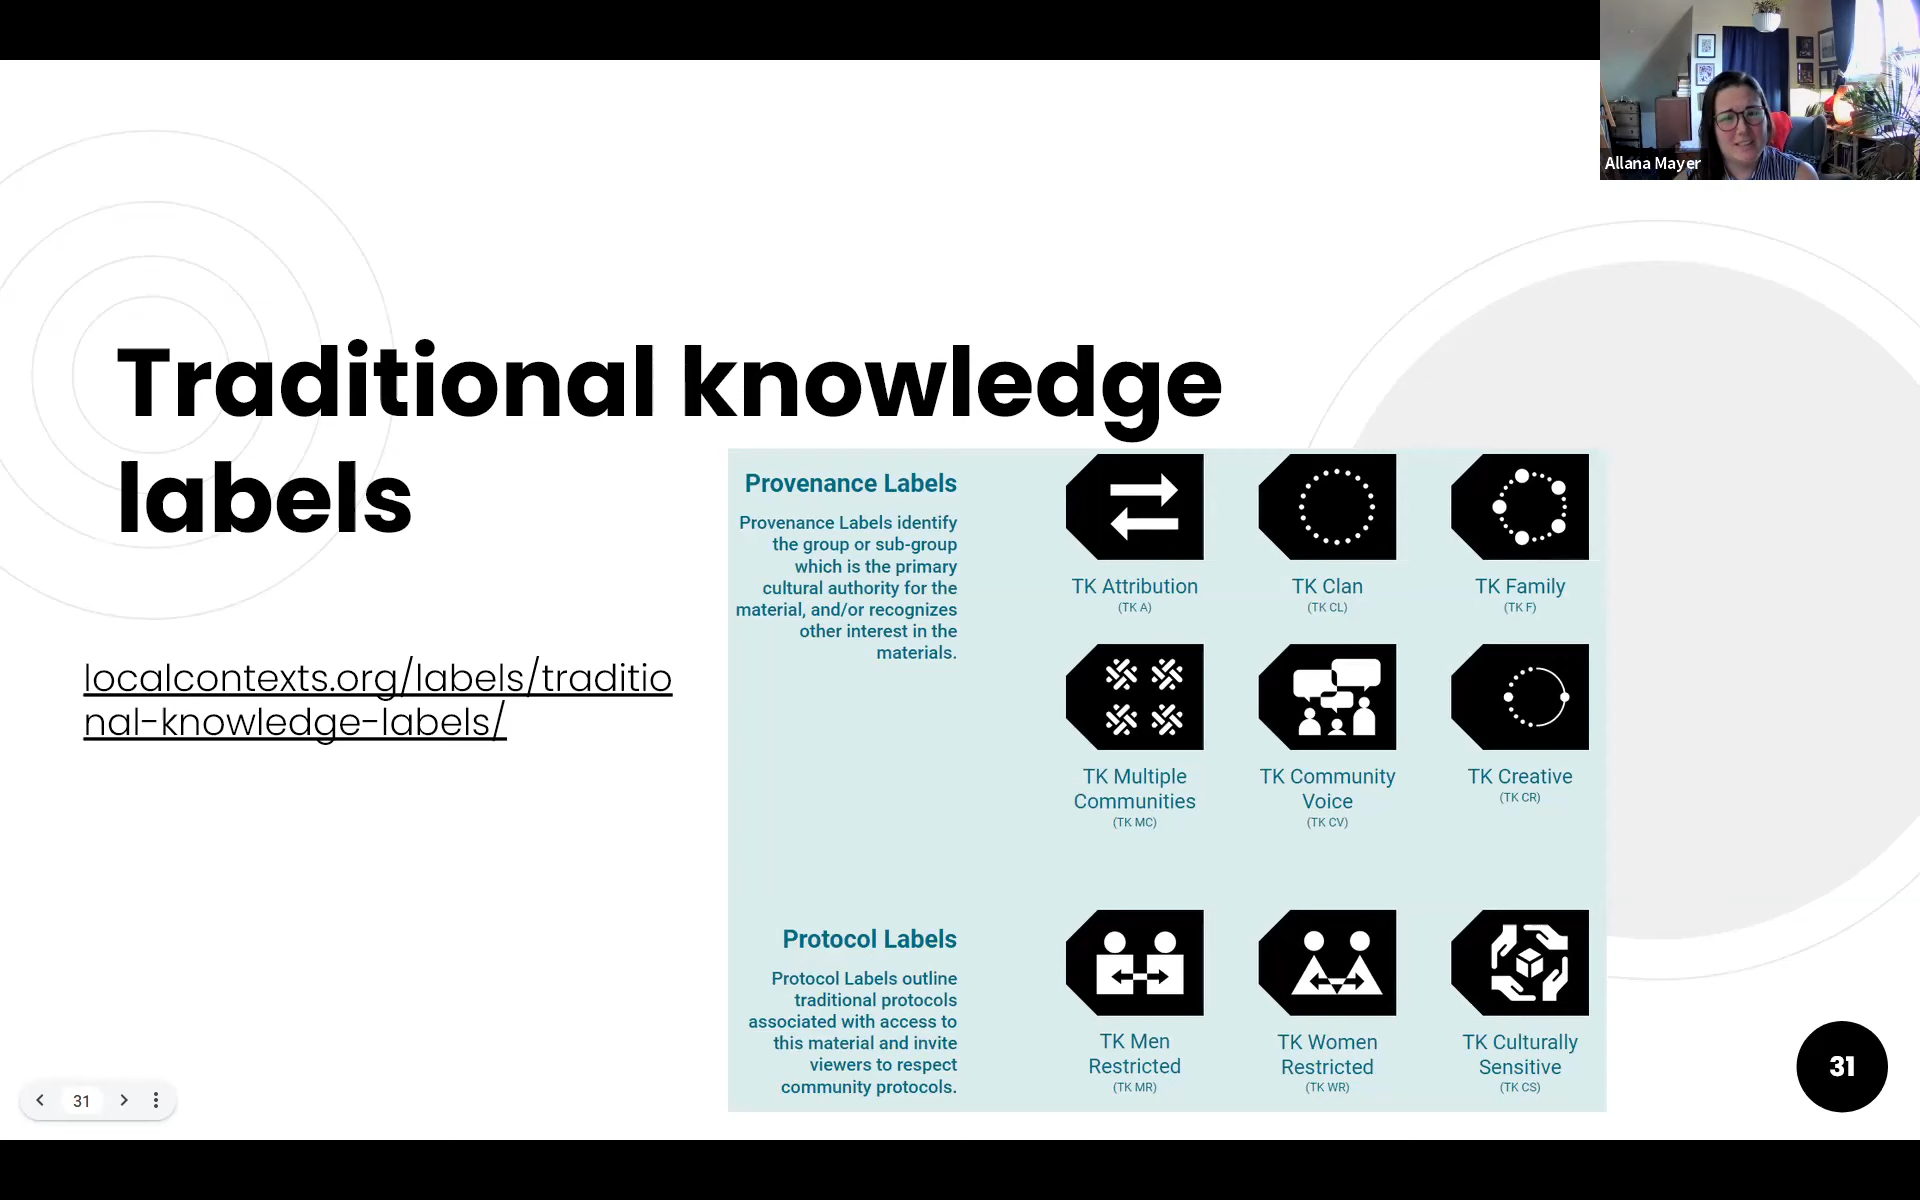 Allana Mayer
Traditional knowledge
labels
localcontexts.org/labels/traditio
nal-knowledge-labels/
Provenance Labels
Provenance Labels identify
the group or sub-group
which is the primary
cultural authority for the
material, and/or recognizes
other interest in the
materials.
TK Attribution
(TK A)
TK Clan
(TK CL)
TK Family
(TK F)
TK Multiple
Communities
(TK MC)
TK Community
Voice
(TK CV)
TK Creative
(TK CR)
Protocol Labels
Protocol Labels outline
traditional protocols
associated with access to
this material and invite
viewers to respect
community protocols.
TK Men
Restricted
(TK MR)
TK Women
Restricted
(TK WR)
TK Culturally
Sensitive
(TK CS)
31
31